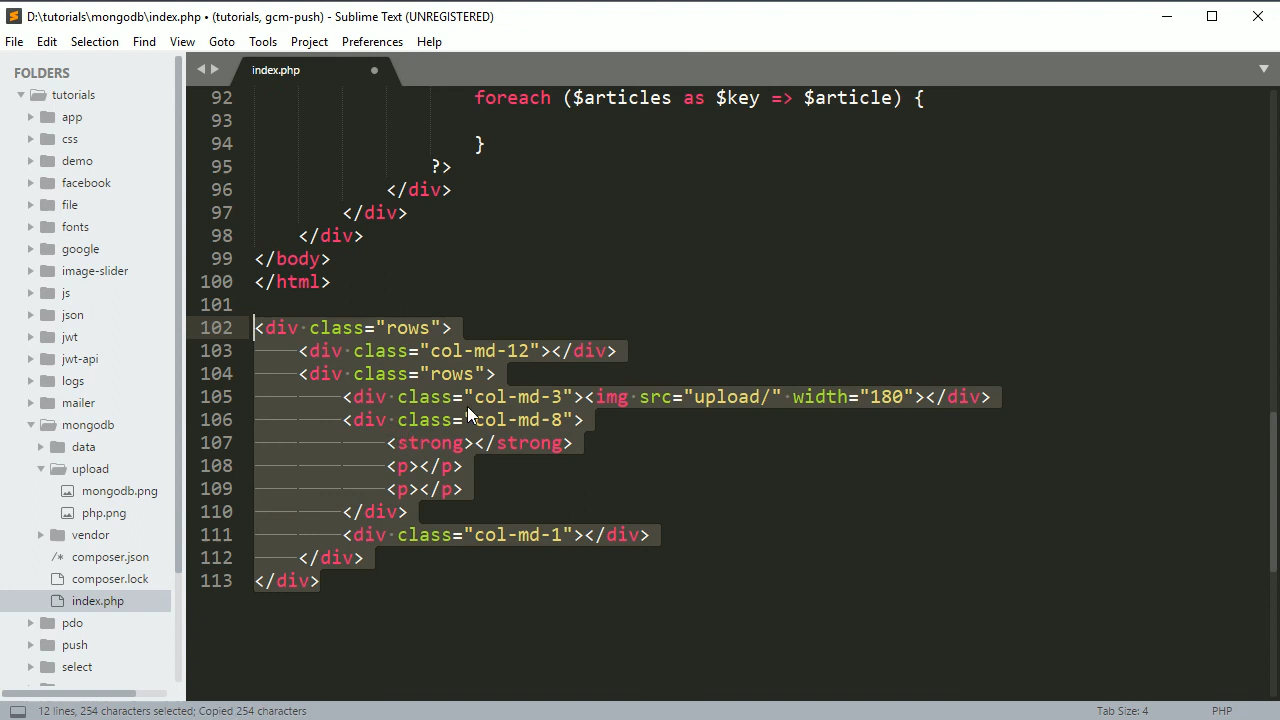 D:\tutorials\mongodb\index.php • (tutorials, gcm-push) - Sublime Text (UNREGISTERED)
File Edit Selection Find View Goto Tools Project Preferences Help
FOLDERS
tutorials
app
css
demo
facebook
file
fonts
google
image-slider
js
json
jwt
jwt-api
logs
mailer
mongodb
data
upload
mongodb.png
php.png
vendor
/* composer.json
composer.lock
index.php
pdo
push
select
index.php
92 foreach ($articles as $key => $article) {
93
94 }
95 ?>
96 </div>
97 </div>
98 </div>
99 </body>
100 </html>
101
102 <div class="rows">
103 <div class="col-md-12"></div>
104 <div class="rows">
105 <div class="col-md-3"><img src="upload/" width="180"></div>
106 <div class="col-md-8">
107 <strong></strong>
108 <p></p>
109 <p></p>
110 </div>
111 <div class="col-md-1"></div>
112 </div>
113 </div>
12 lines, 254 characters selected; Copied 254 characters
Tab Size: 4
PHP